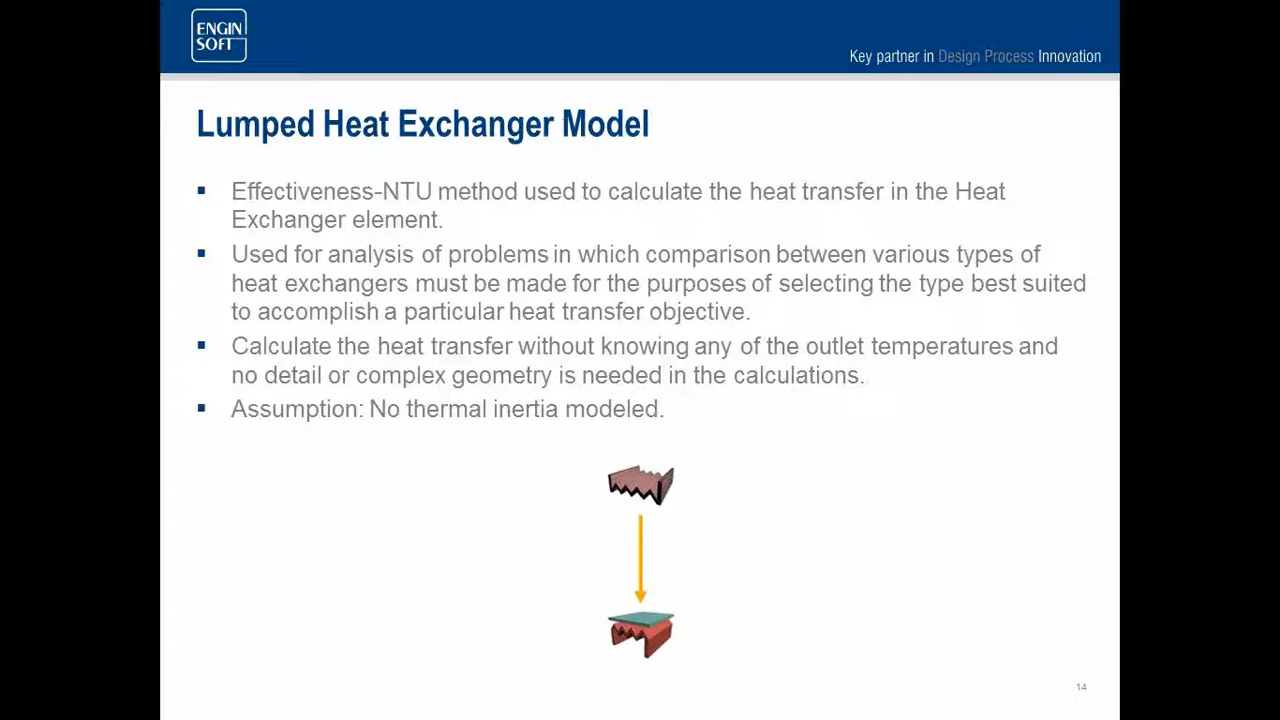 ENGIN
SOFT
Key partner in Design Process Innovation
Lumped Heat Exchanger Model
Effectiveness-NTU method used to calculate the heat transfer in the Heat
Exchanger element.
Used for analysis of problems in which comparison between various types of
heat exchangers must be made for the purposes of selecting the type best suited
to accomplish a particular heat transfer objective.
Calculate the heat transfer without knowing any of the outlet temperatures and
no detail or complex geometry is needed in the calculations.
Assumption: No thermal inertia modeled.
14